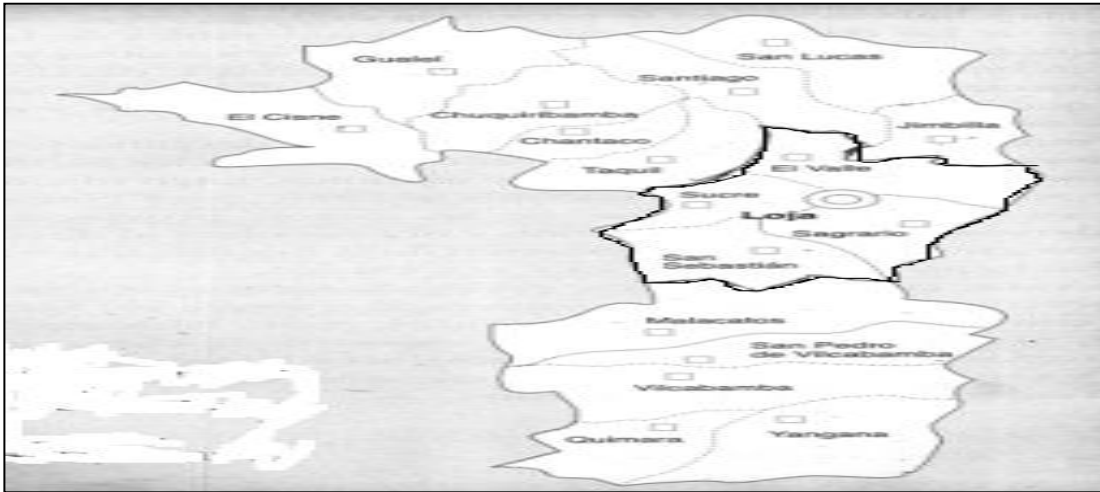 San Lucas
Gualel
Santiago
El Cisne
Chuquiribamba
Jimbilla
Chantaco
Taquil
El Valle
Sucre
Loja
Sagrario
San
Sebastián
Malacatos
San Pedro
de Vilcabamba
Vilcabamba
Quimara
Yangana